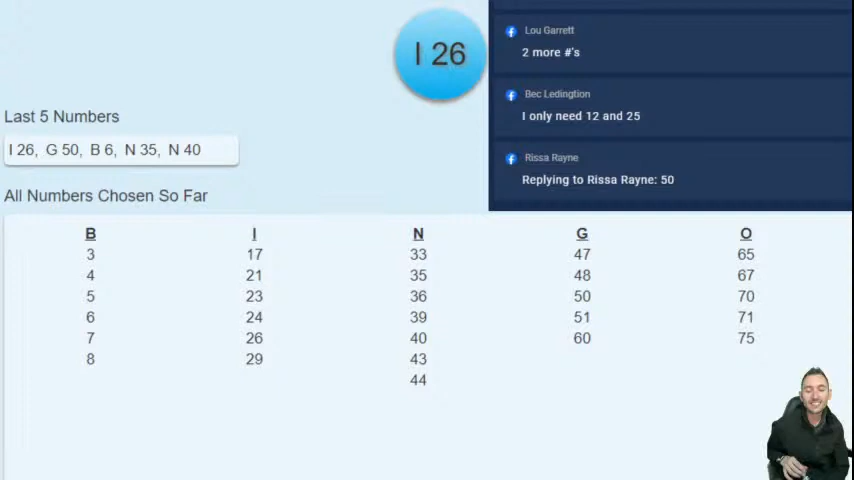 I 26
Last 5 Numbers
I 26, G 50, B 6, N 35, N 40
All Numbers Chosen So Far
Lou Garrett
2 more #'s
Bec Ledington
I only need 12 and 25
Rissa Rayne
Replying to Rissa Rayne: 50
B I N G O
3 17 33 47 65
4 21 35 48 67
5 23 36 50 70
6 24 39 51 71
7 26 40 60 75
8 29 43
44